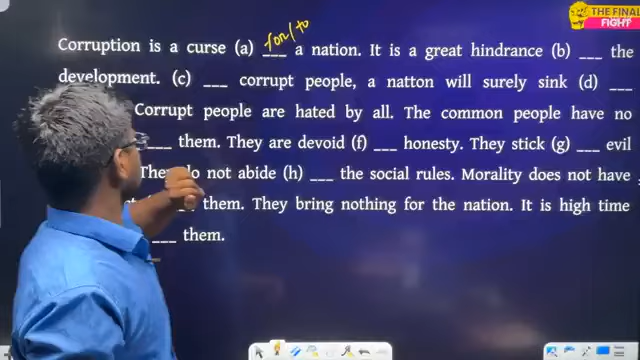 THE FINAL
FIGHT
for/to
Corruption is a curse (a) ___ a nation. It is a great hindrance (b) ___ the
development. (c) ___ corrupt people, a natton will surely sink (d) ___
Corrupt people are hated by all. The common people have no
___ them. They are devoid (f) ___ honesty. They stick (g) ___ evil
They do not abide (h) ___ the social rules. Morality does not have
them. They bring nothing for the nation. It is high time
___ them.